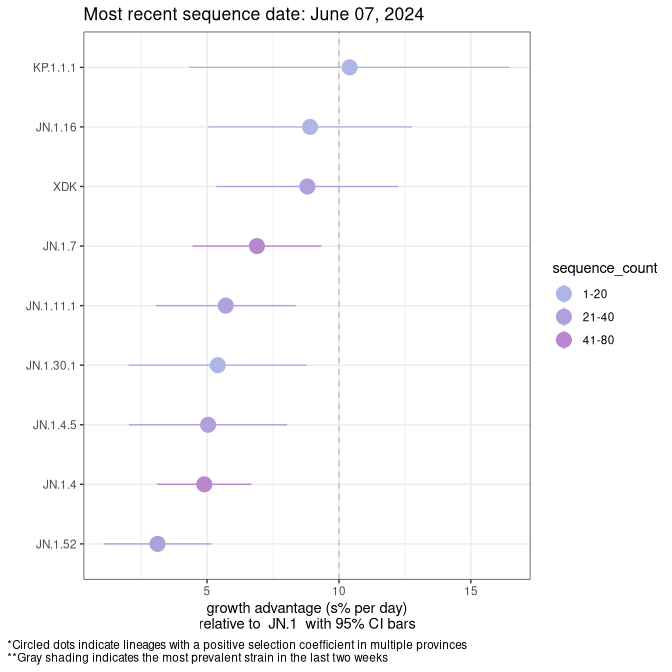 Most recent sequence date: June 07, 2024
KP.1.1.1
JN.1.16
XDK
JN.1.7
JN.1.11.1
JN.1.30.1
JN.1.4.5
JN.1.4
JN.1.52
5 10 15
growth advantage (s% per day)
relative to JN.1 with 95% CI bars
sequence_count
1-20
21-40
41-80
*Circled dots indicate lineages with a positive selection coefficient in multiple provinces
**Gray shading indicates the most prevalent strain in the last two weeks